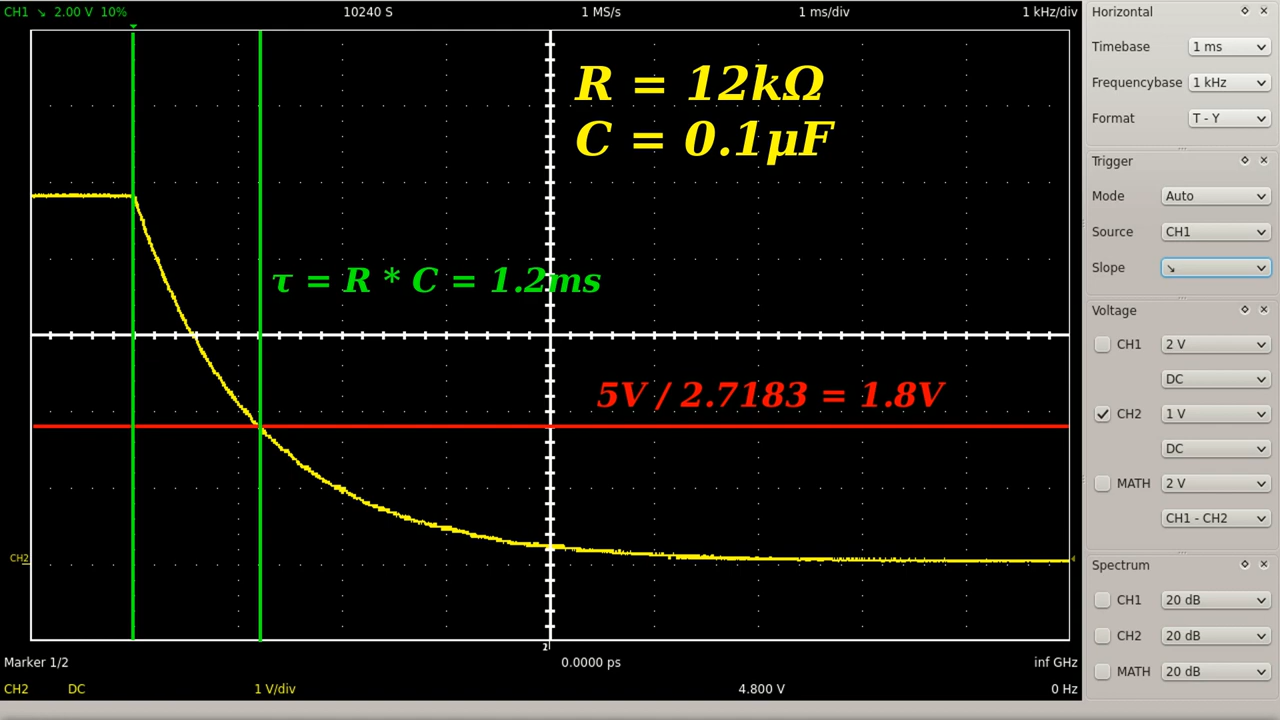 CH1 ↘ 2.00 V 10% 10240 S 1 MS/s 1 ms/div 1 kHz/div
R = 12kΩ
C = 0.1µF
τ = R * C = 1.2ms
5V / 2.7183 = 1.8V
CH2
2
Marker 1/2 0.0000 ps inf GHz
CH2 DC 1 V/div 4.800 V 0 Hz
Horizontal
Timebase 1 ms
Frequencybase 1 kHz
Format T - Y
Trigger
Mode Auto
Source CH1
Slope ↘
Voltage
CH1 2 V
DC
CH2 1 V
DC
MATH 2 V
CH1 - CH2
Spectrum
CH1 20 dB
CH2 20 dB
MATH 20 dB